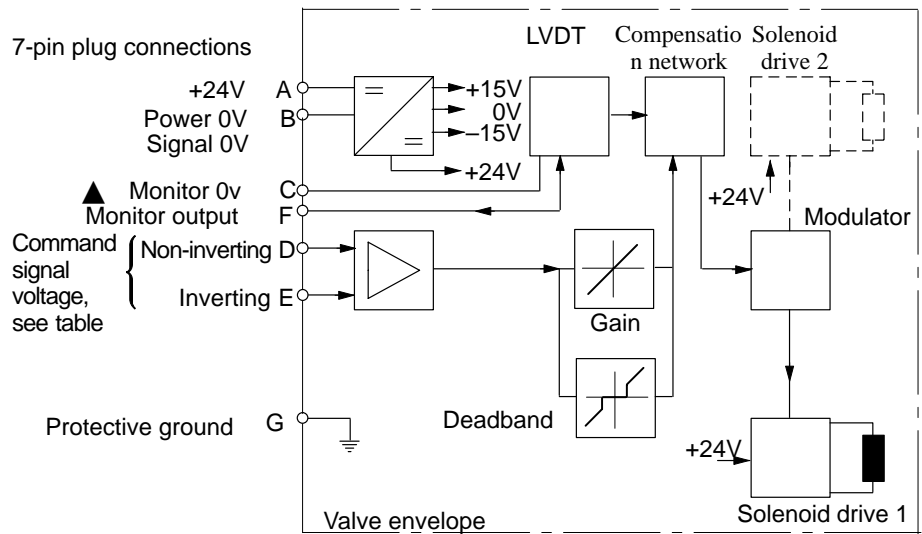 7-pin plug connections
LVDT
Compensatio
n network
Solenoid
drive 2
+24V A
Power 0V B
Signal 0V
+15V
0V
–15V
+24V
▲ Monitor 0v C
Monitor output F
+24V
Modulator
Command
signal
voltage,
see table
Non-inverting D
Inverting E
Gain
Deadband
Protective ground G
+24V
Solenoid drive 1
Valve envelope